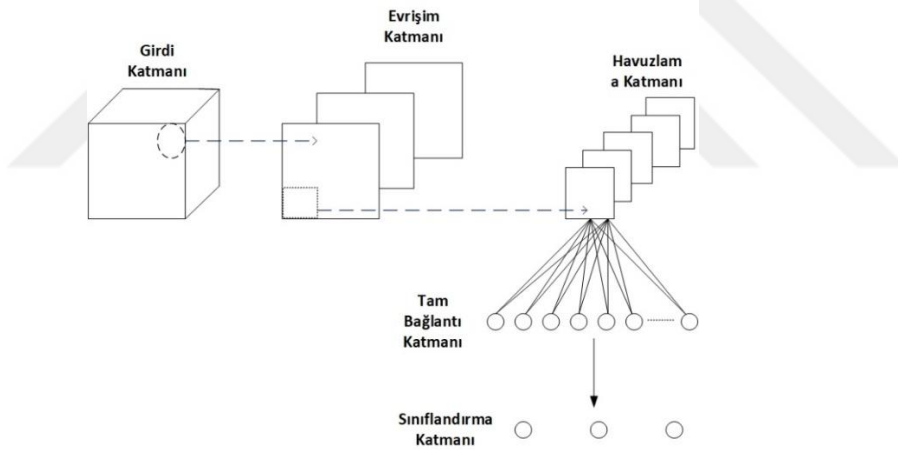 Girdi
Katmanı
Evrişim
Katmanı
Havuzlam
a Katmanı
Tam
Bağlantı
Katmanı
Sınıflandırma
Katmanı